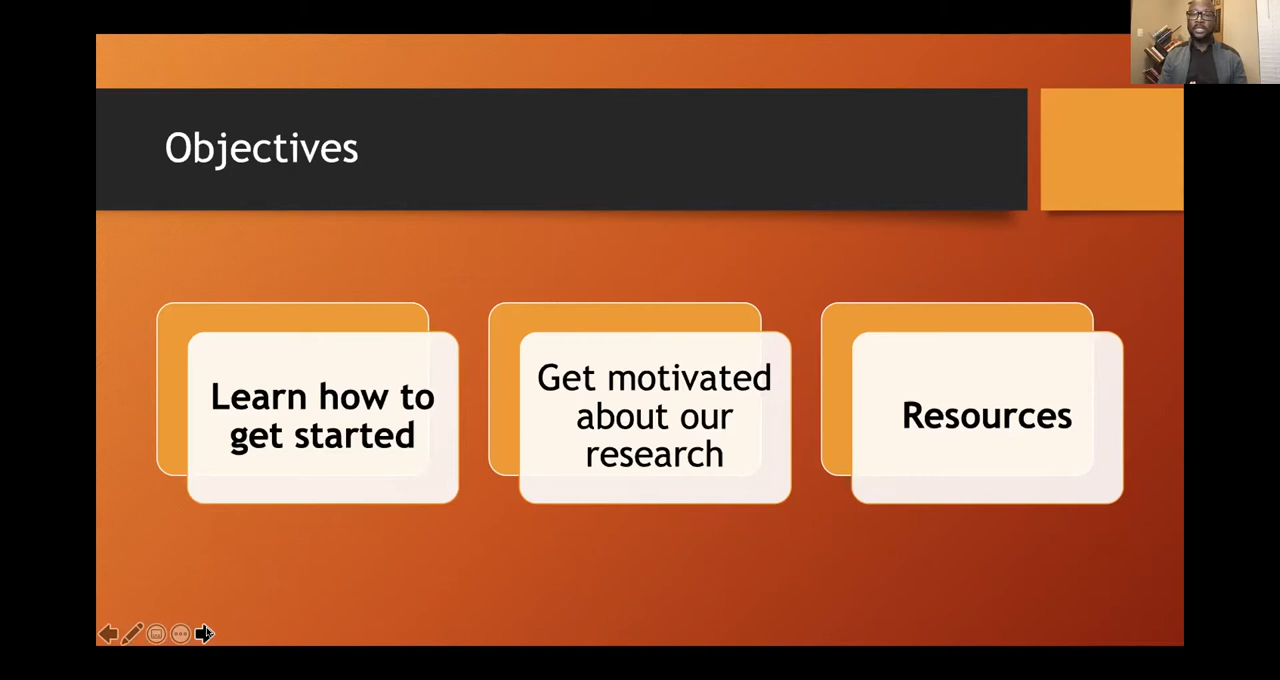 Objectives
Learn how to
get started
Get motivated
about our
research
Resources